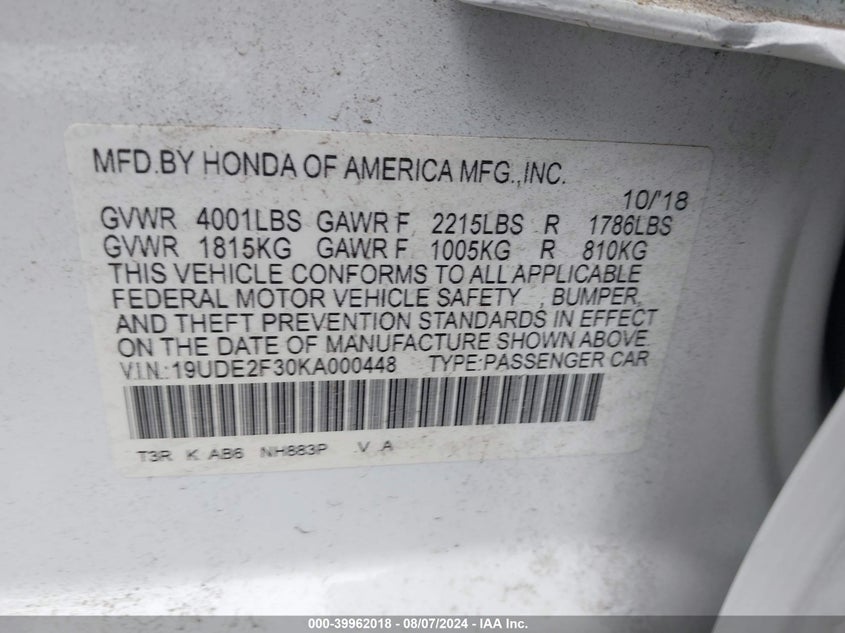 MFD.BY HONDA OF AMERICA MFG.,INC.
10/'18
GVWR 4001LBS GAWR F 2215LBS R 1786LBS
GVWR 1815KG GAWR F 1005KG R 810KG
THIS VEHICLE CONFORMS TO ALL APPLICABLE
FEDERAL MOTOR VEHICLE SAFETY , BUMPER,
AND THEFT PREVENTION STANDARDS IN EFFECT
ON THE DATE OF MANUFACTURE SHOWN ABOVE.
V.I.N.:19UDE2F30KA000448 TYPE:PASSENGER CAR
T3R K AB6 NH883P V A
000-39962018 - 08/07/2024 - IAA Inc.